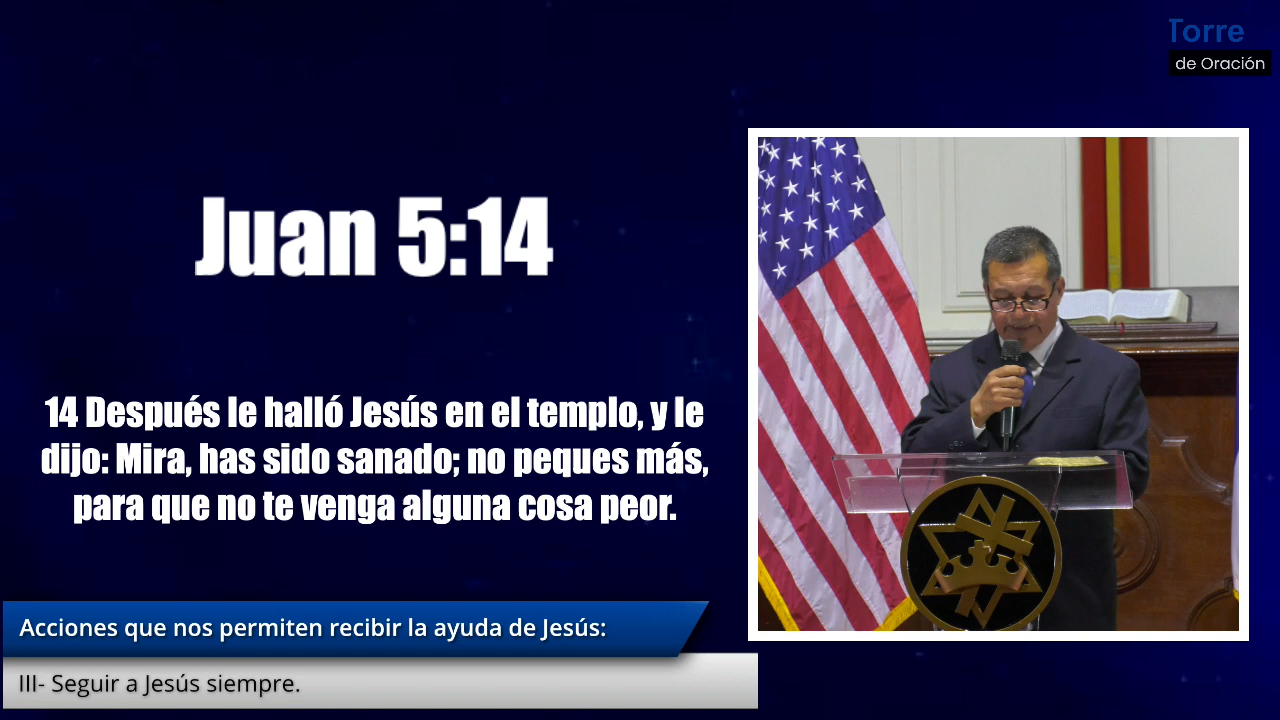 Torre
de Oración
Juan 5:14
14 Después le halló Jesús en el templo, y le
dijo: Mira, has sido sanado; no peques más,
para que no te venga alguna cosa peor.
Acciones que nos permiten recibir la ayuda de Jesús:
III- Seguir a Jesús siempre.